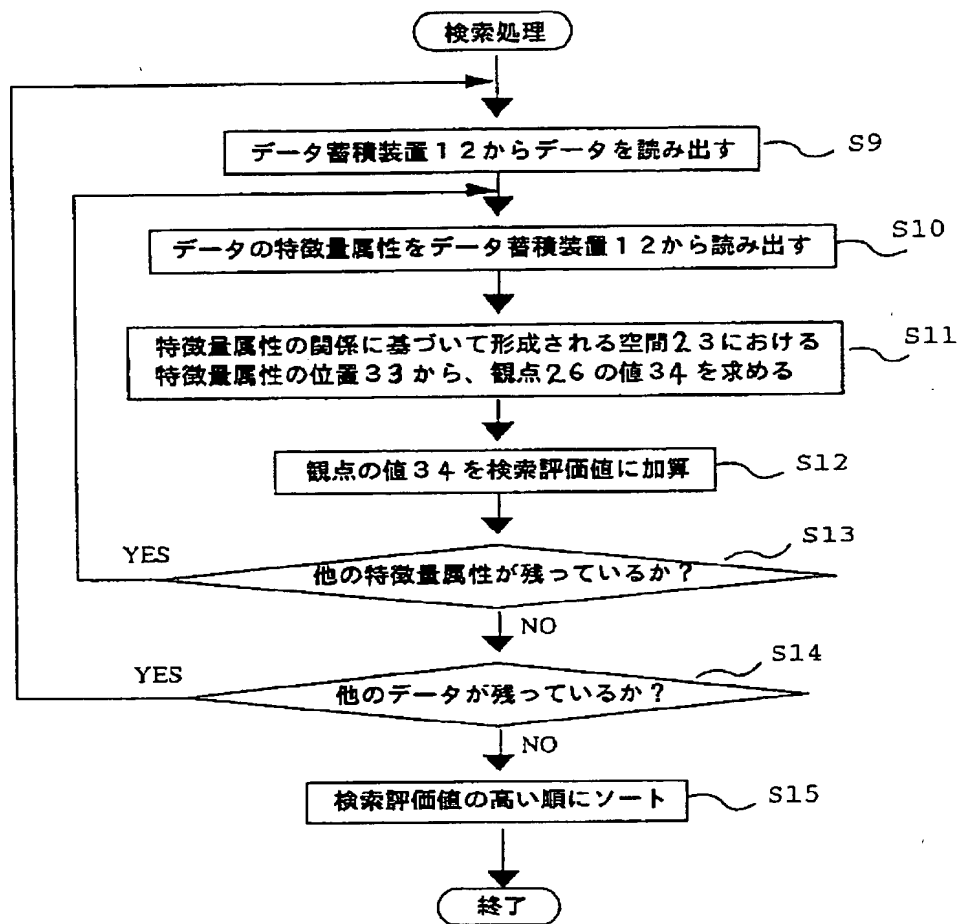 検索処理
データ蓄積装置12からデータを読み出す
S9
データの特徴量属性をデータ蓄積装置12から読み出す
S10
特徴量属性の関係に基づいて形成される空間23における
特徴量属性の位置33から、観点26の値34を求める
S11
観点の値34を検索評価値に加算
S12
他の特徴量属性が残っているか?
S13
YES
NO
他のデータが残っているか?
S14
YES
NO
検索評価値の高い順にソート
S15
終了